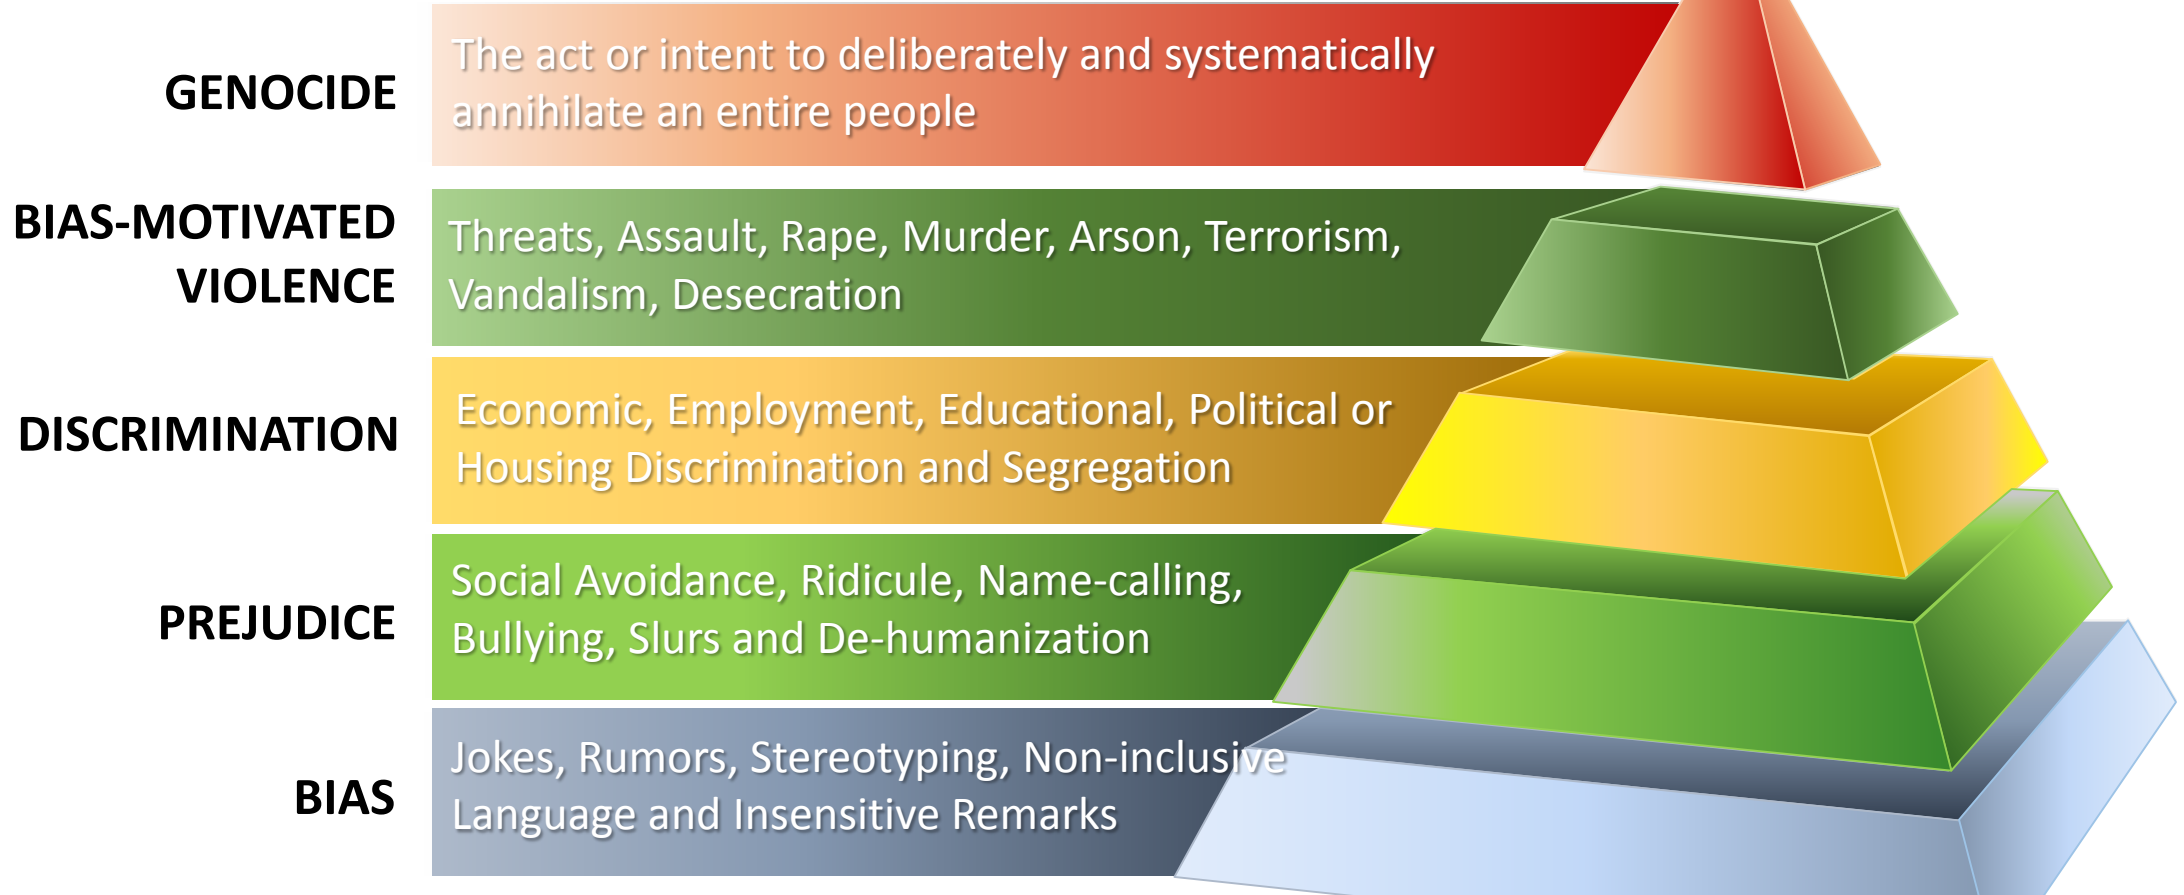 GENOCIDE
The act or intent to deliberately and systematically
annihilate an entire people
BIAS-MOTIVATED
VIOLENCE
Threats, Assault, Rape, Murder, Arson, Terrorism,
Vandalism, Desecration
DISCRIMINATION
Economic, Employment, Educational, Political or
Housing Discrimination and Segregation
PREJUDICE
Social Avoidance, Ridicule, Name-calling,
Bullying, Slurs and De-humanization
BIAS
Jokes, Rumors, Stereotyping, Non-inclusive
Language and Insensitive Remarks